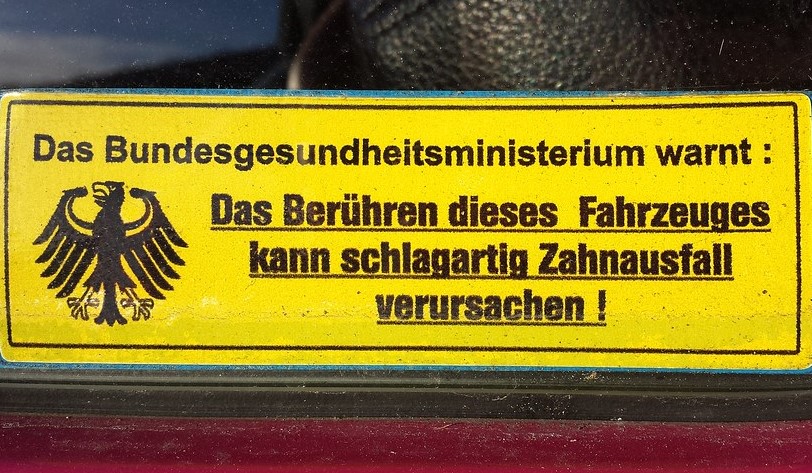 Das Bundesgesundheitsministerium warnt :
Das Berühren dieses Fahrzeuges
kann schlagartig Zahnausfall
verursachen !